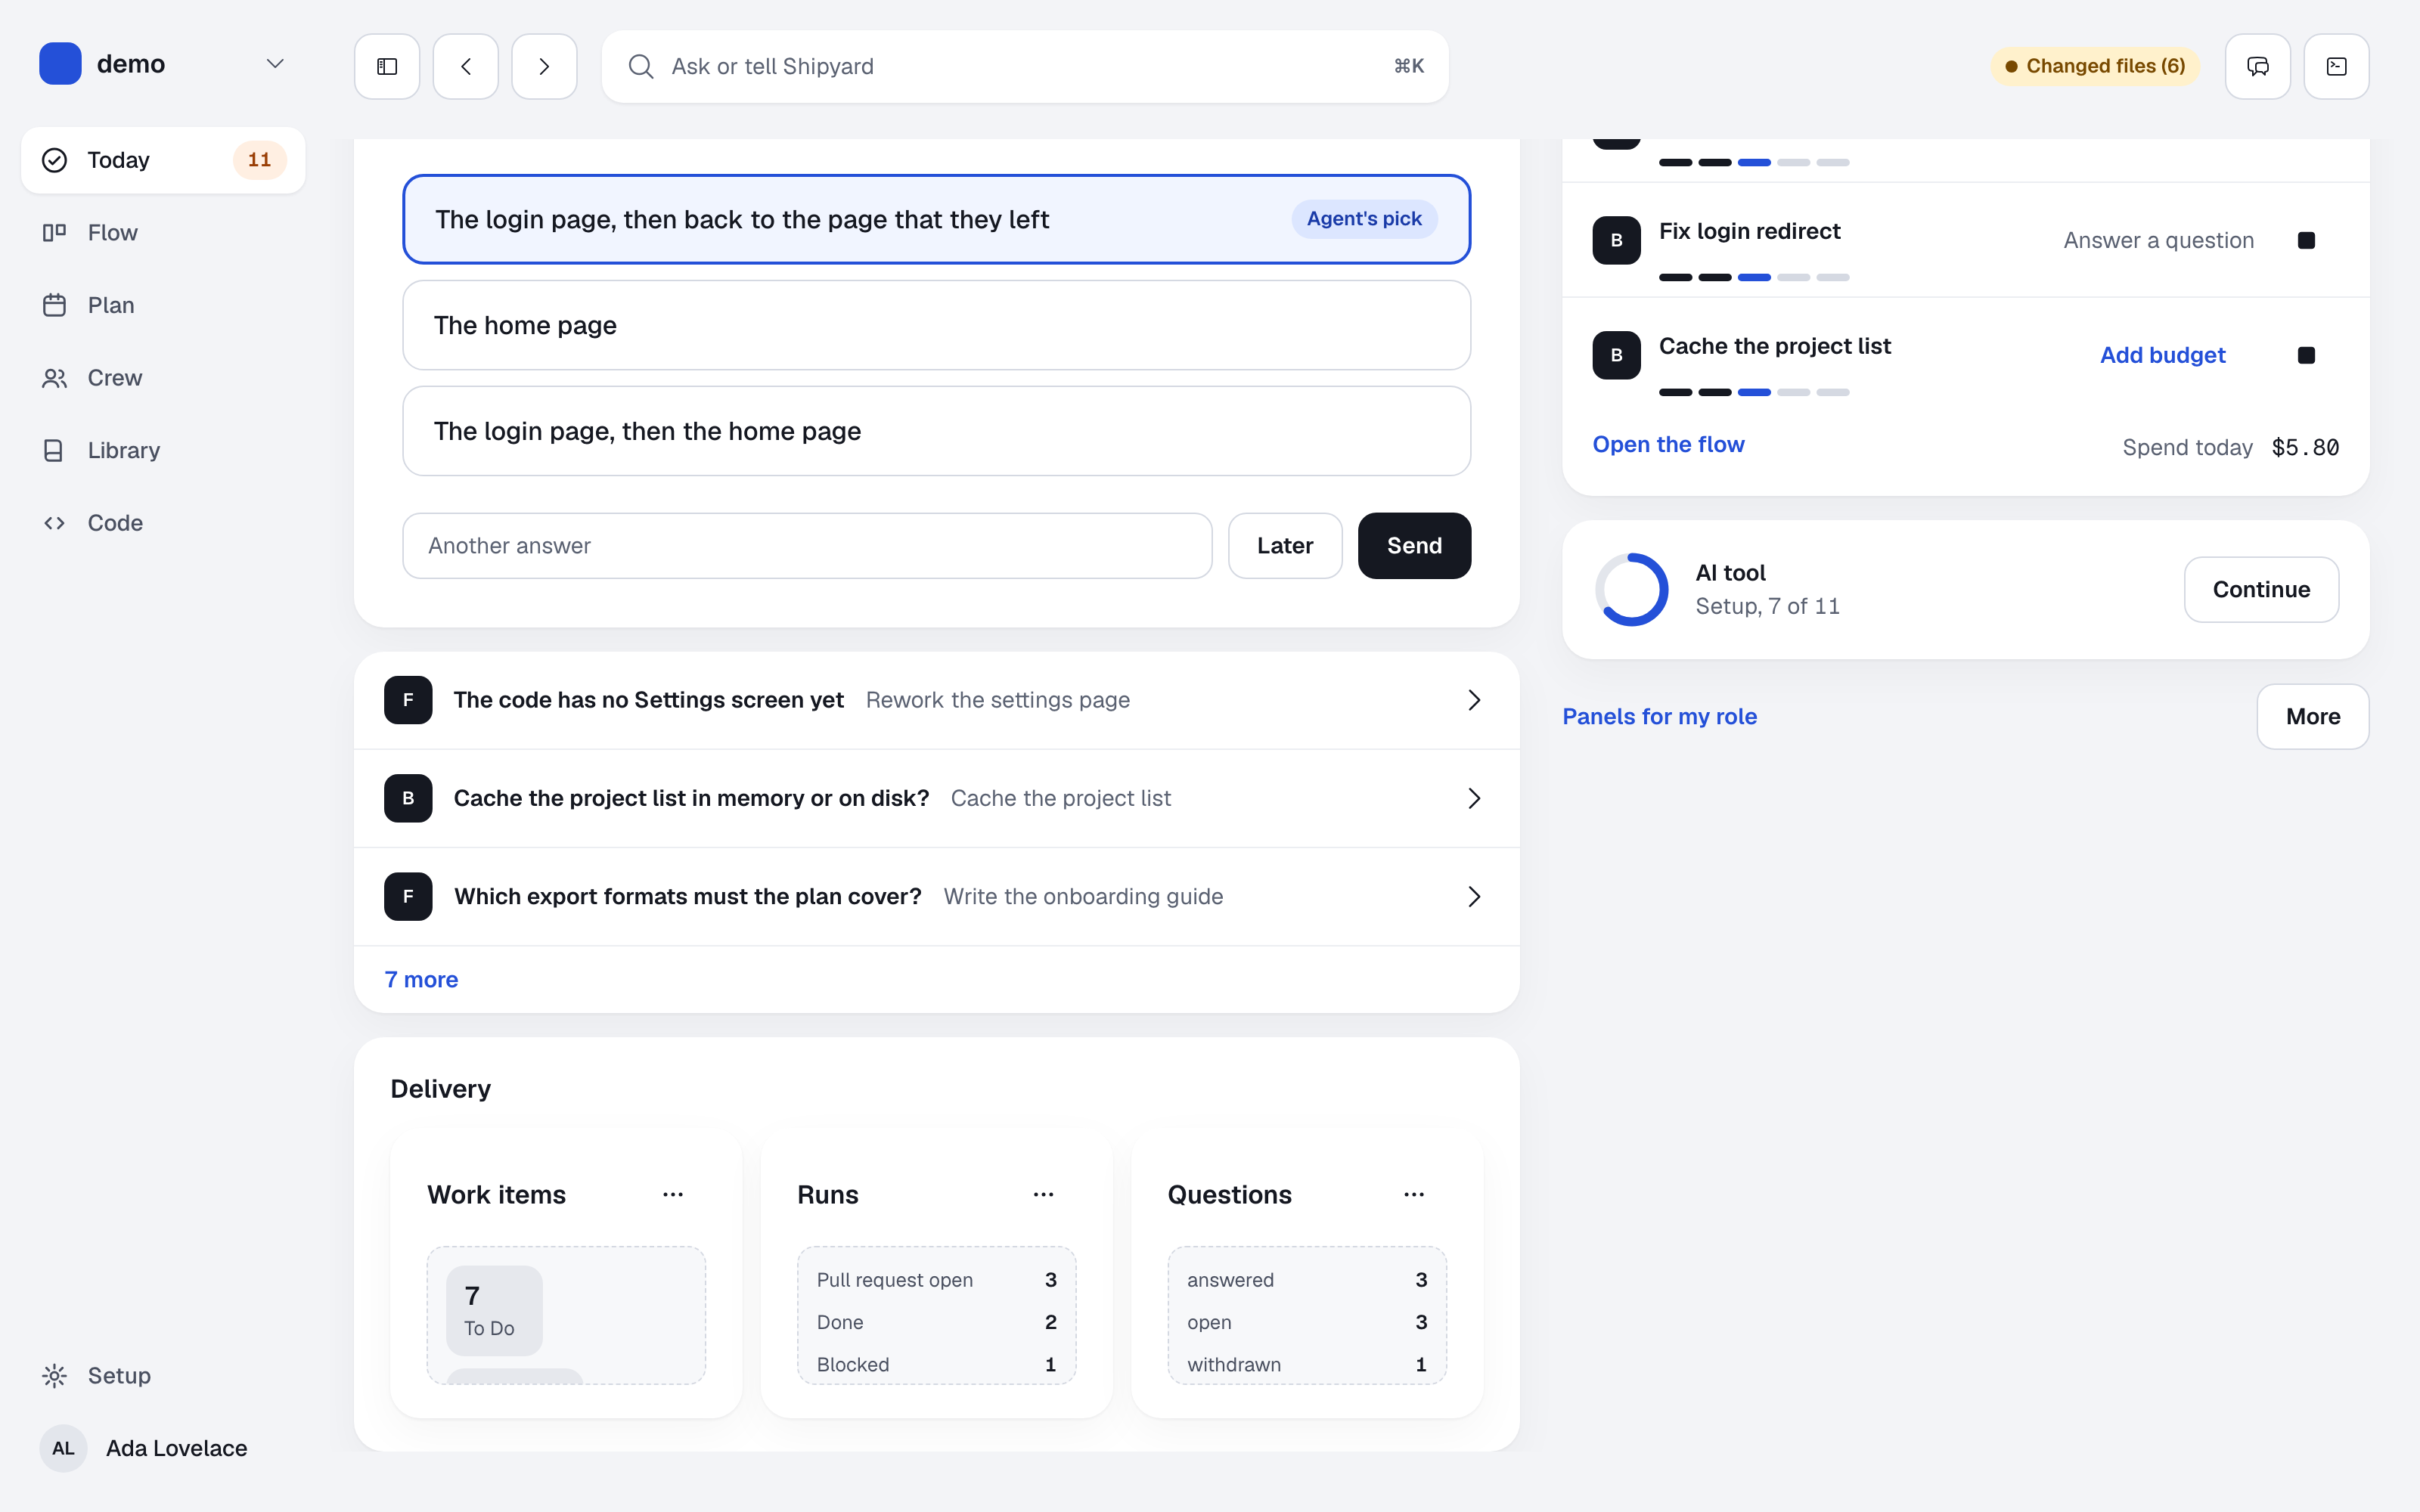 demo
Ask or tell Shipyard
⌘K
Changed files (6)
Today
11
Flow
Plan
Crew
Library
Code
Setup
AL
Ada Lovelace
The login page, then back to the page that they left
Agent's pick
The home page
The login page, then the home page
Another answer
Later
Send
F
The code has no Settings screen yet Rework the settings page
B
Cache the project list in memory or on disk? Cache the project list
F
Which export formats must the plan cover? Write the onboarding guide
7 more
Delivery
Work items
7
To Do
Runs
Pull request open 3
Done 2
Blocked 1
Questions
answered 3
open 3
withdrawn 1
B
Fix login redirect
Answer a question
B
Cache the project list
Add budget
Open the flow
Spend today $5.80
AI tool
Setup, 7 of 11
Continue
Panels for my role
More